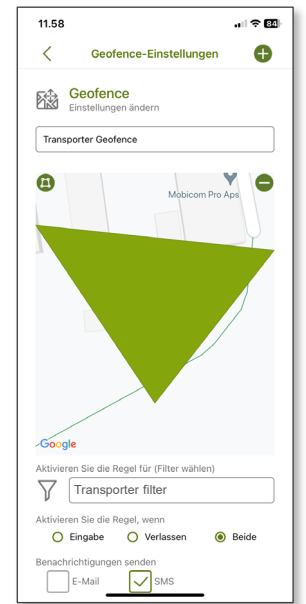 11.58
84
Geofence-Einstellungen
Geofence
Einstellungen ändern
Transporter Geofence
Mobicom Pro Aps
Google
Aktivieren Sie die Regel für (Filter wählen)
Transporter filter
Aktivieren Sie die Regel, wenn
Eingabe Verlassen Beide
Benachrichtigungen senden
E-Mail SMS